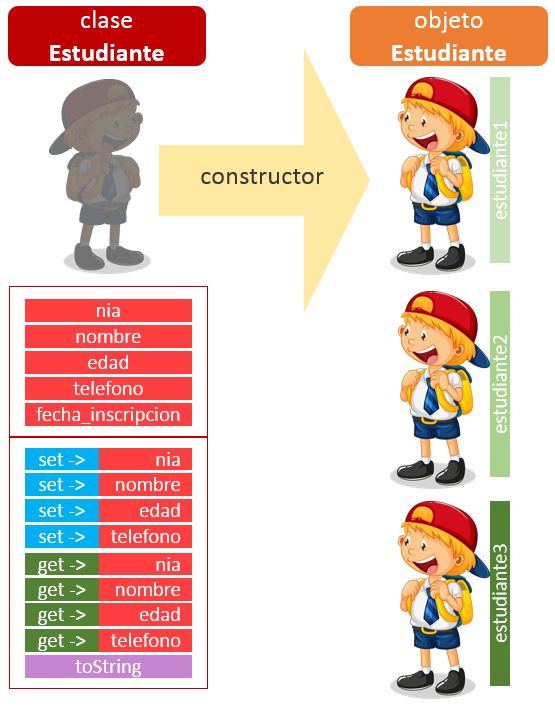 clase
Estudiante
constructor
objeto
Estudiante
estudiante1
estudiante2
estudiante3
nia
nombre
edad
telefono
fecha_inscripcion
set -> nia
set -> nombre
set -> edad
set -> telefono
get -> nia
get -> nombre
get -> edad
get -> telefono
toString